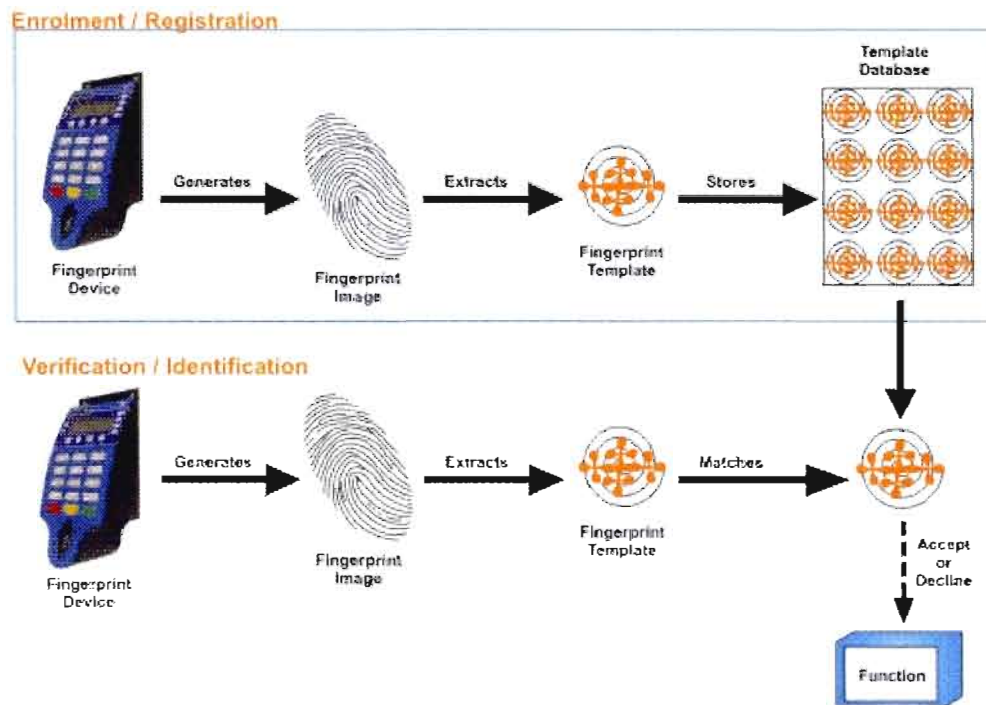 Enrolment / Registration
Template
Database
Generates
Extracts
Stores
Fingerprint
Device
Fingerprint
Image
Fingerprint
Template
Verification / Identification
Generates
Extracts
Matches
Fingerprint
Device
Fingerprint
Image
Fingerprint
Template
Accept
or
Decline
Function